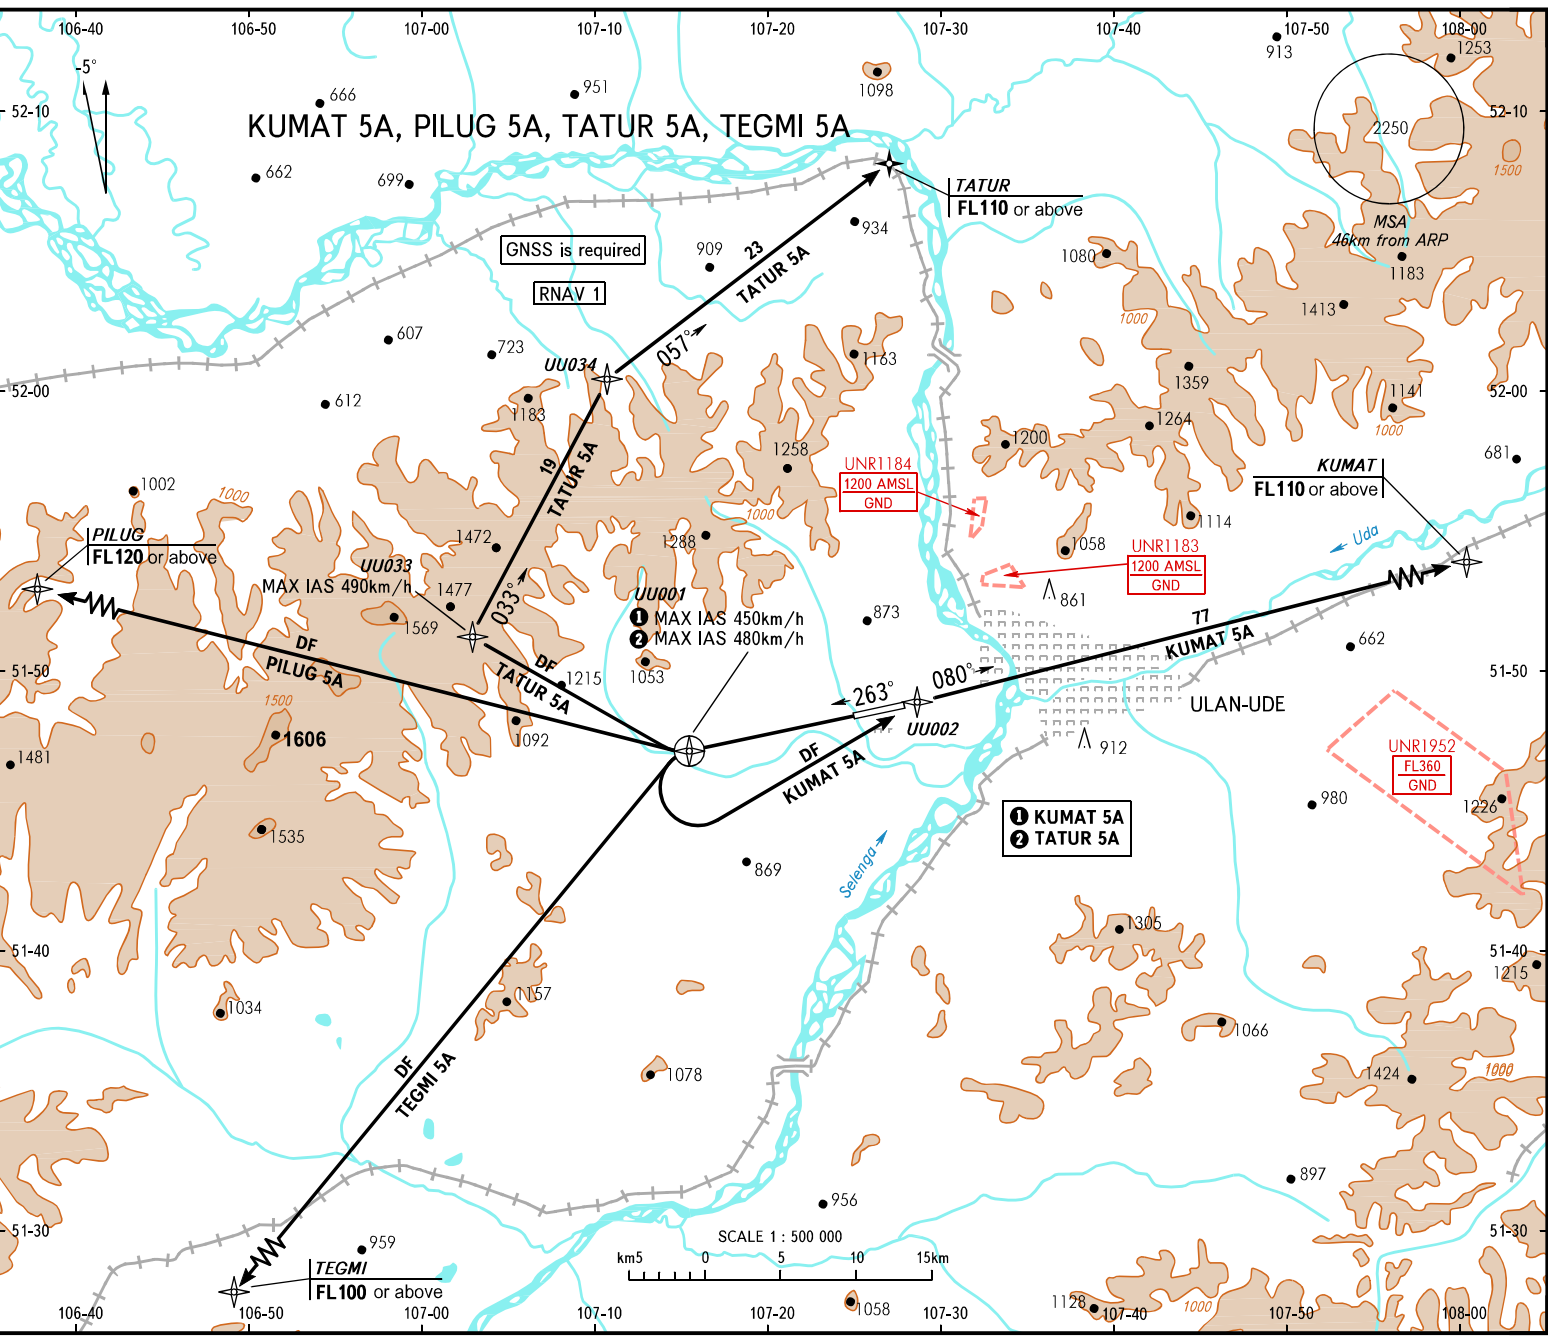 106-40
106-50
107-00
107-10
107-20
107-30
107-40
107-50
108-00
-5°
52-10
666
951
1098
913
1253
52-10
KUMAT 5A, PILUG 5A, TATUR 5A, TEGMI 5A
2250
1500
662
699
TATUR
FL110 or above
MSA
46km from ARP
934
GNSS is required
909
23
TATUR 5A
1080
1183
RNAV 1
1413
1000
607
723
057°
1163
UU034
1359
52-00
52-00
612
1183
1141
1000
1264
1200
1258
19
TATUR 5A
UNR1184
1200 AMSL
GND
KUMAT
FL110 or above
681
1002
1000
1000
1114
PILUG
FL120 or above
1472
1288
1058
Uda
UNR1183
1200 AMSL
GND
UU033
MAX IAS 490km/h
1477
033°
UU001
1 MAX IAS 450km/h
2 MAX IAS 480km/h
861
1569
873
77
KUMAT 5A
662
DF
PILUG 5A
DF
TATUR 5A
1215
1053
51-50
51-50
080°
263°
1500
1606
1092
UU002
ULAN-UDE
912
1481
DF
KUMAT 5A
UNR1952
FL360
GND
1226
980
1 KUMAT 5A
2 TATUR 5A
1535
869
Selenga
1305
51-40
51-40
1157
1215
1034
1066
DF
TEGMI 5A
1078
1424
1000
897
956
51-30
51-30
959
SCALE 1 : 500 000
km5
0
5
10
15km
TEGMI
FL100 or above
1058
1128
1000
106-40
106-50
107-00
107-10
107-20
107-30
107-40
107-50
108-00